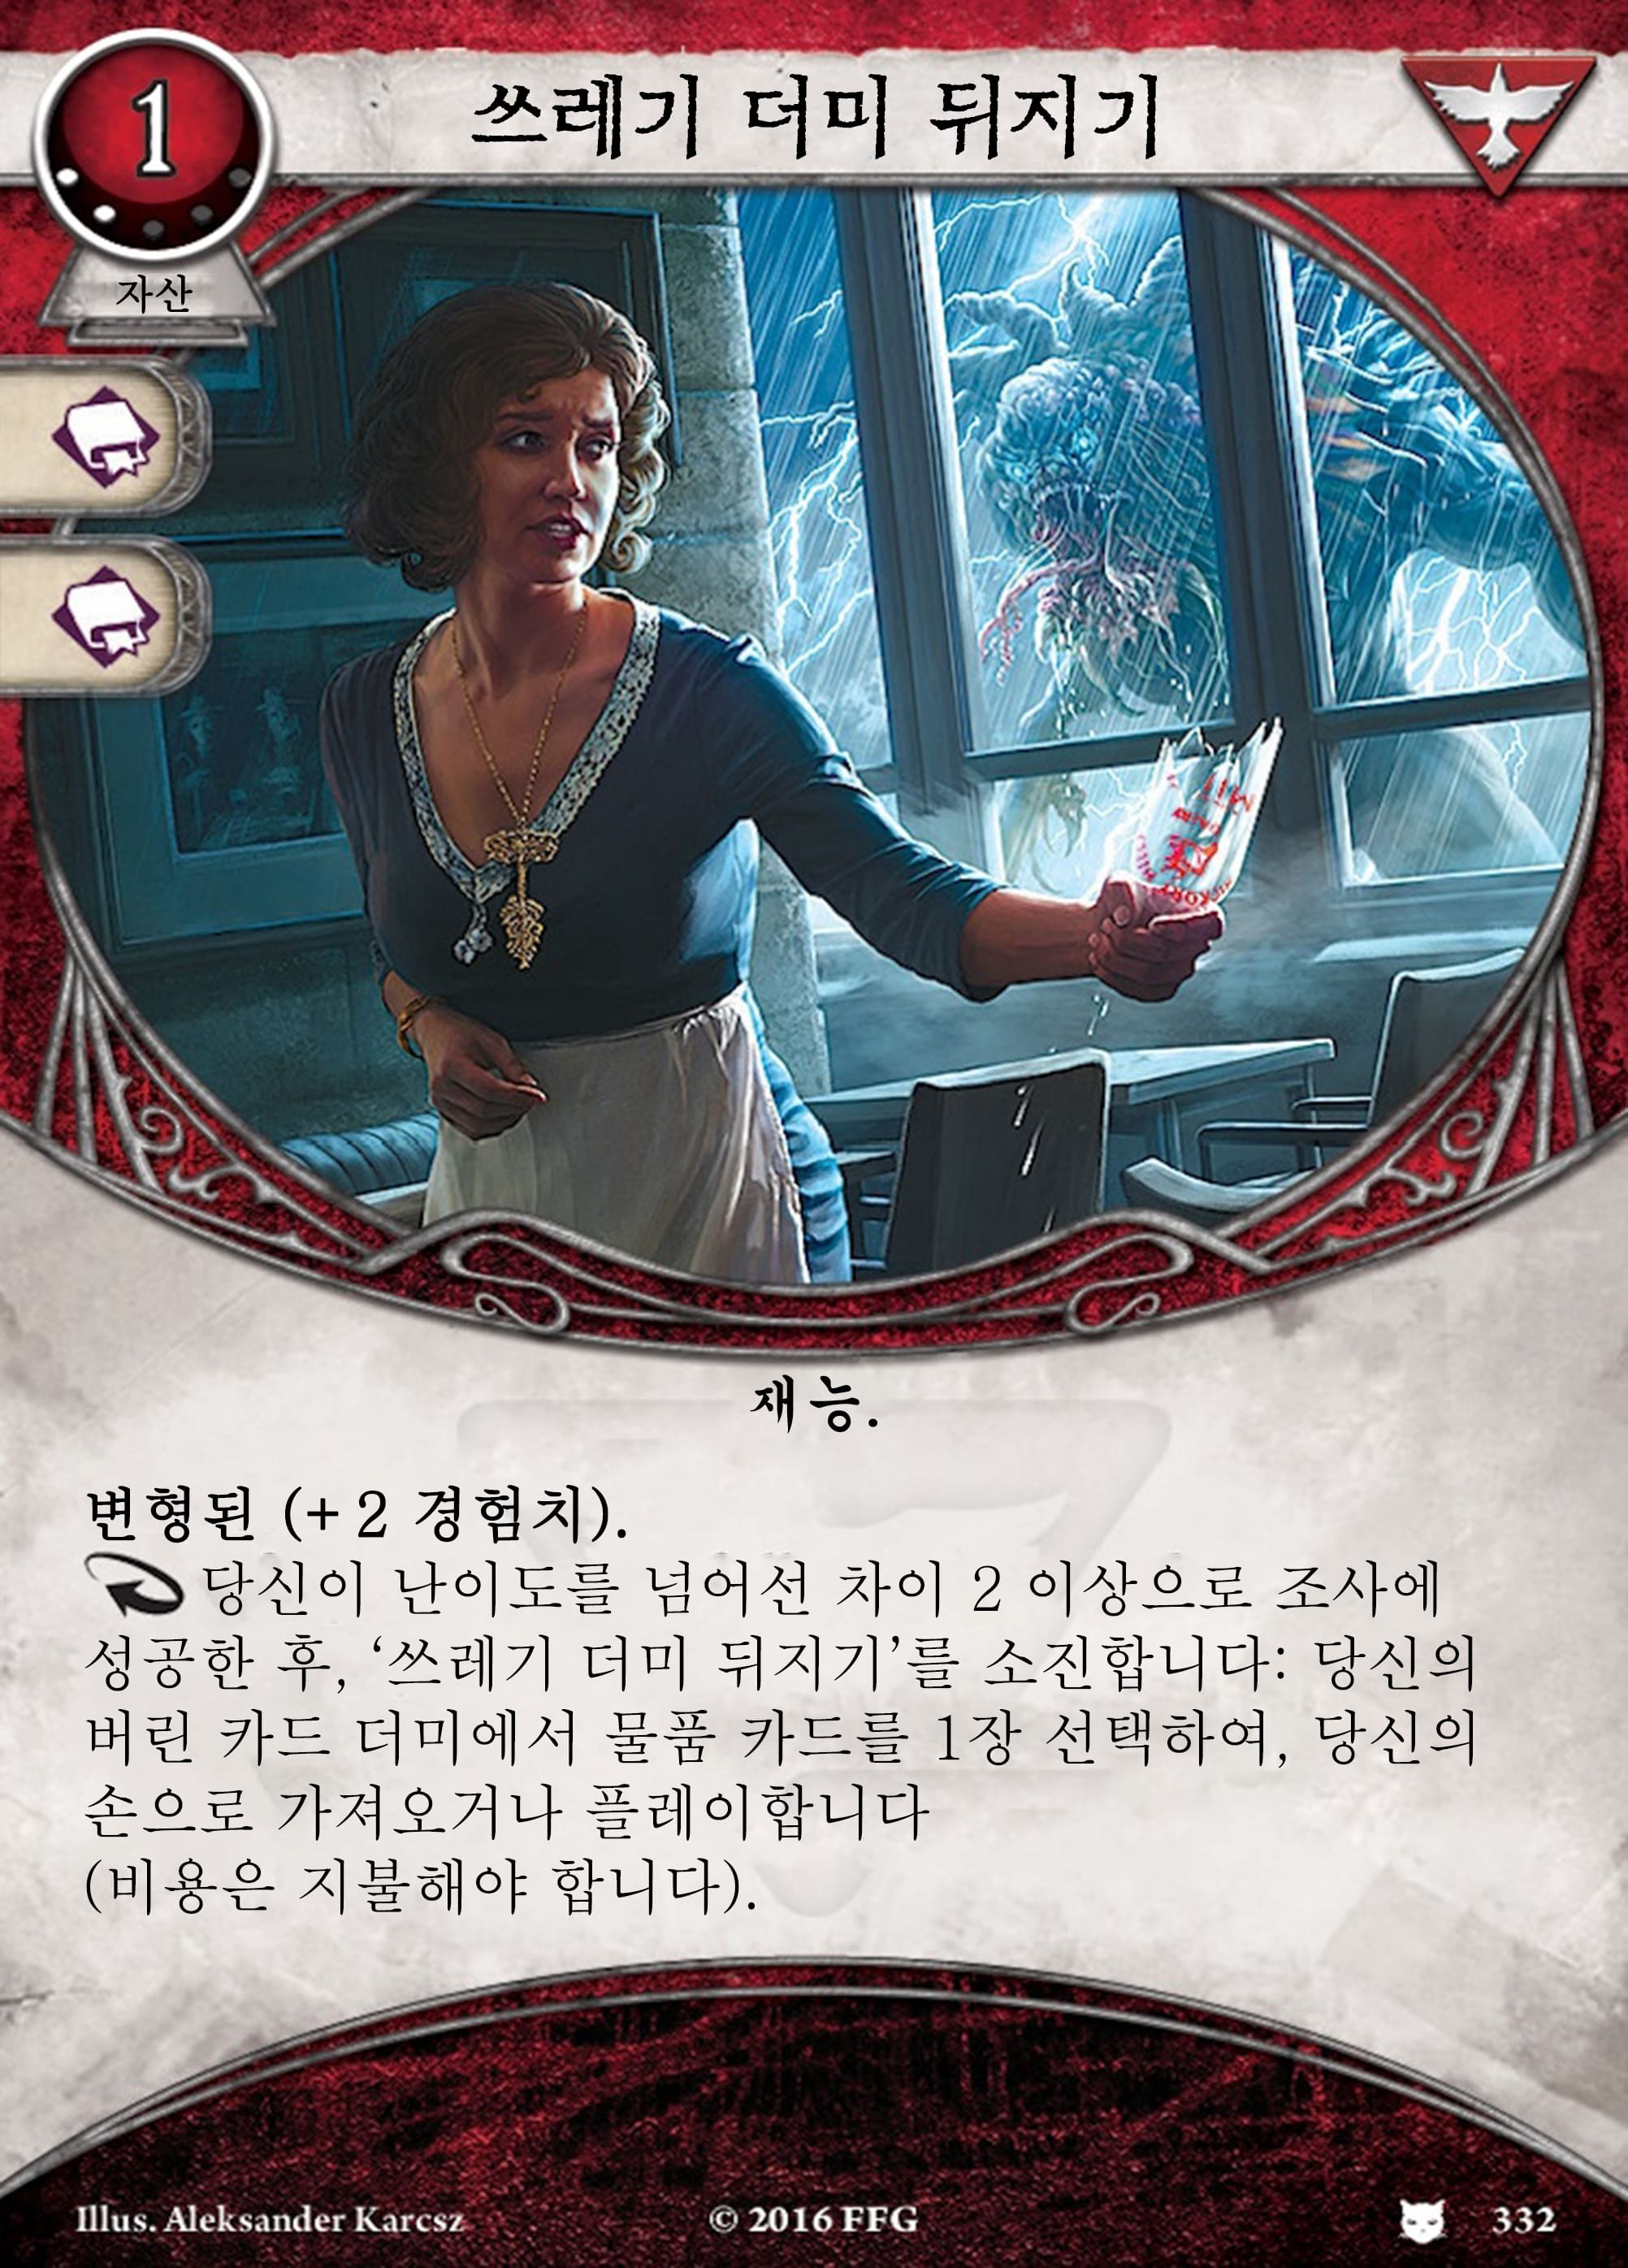 1
쓰레기 더미 뒤지기
자산
재능.
변형된 (+2 경험치).
당신이 난이도를 넘어선 차이 2 이상으로 조사에
성공한 후, ‘쓰레기 더미 뒤지기’를 소진합니다: 당신의
버린 카드 더미에서 물품 카드를 1장 선택하여, 당신의
손으로 가져오거나 플레이합니다
(비용은 지불해야 합니다).
Illus. Aleksander Karcsz
© 2016 FFG
332